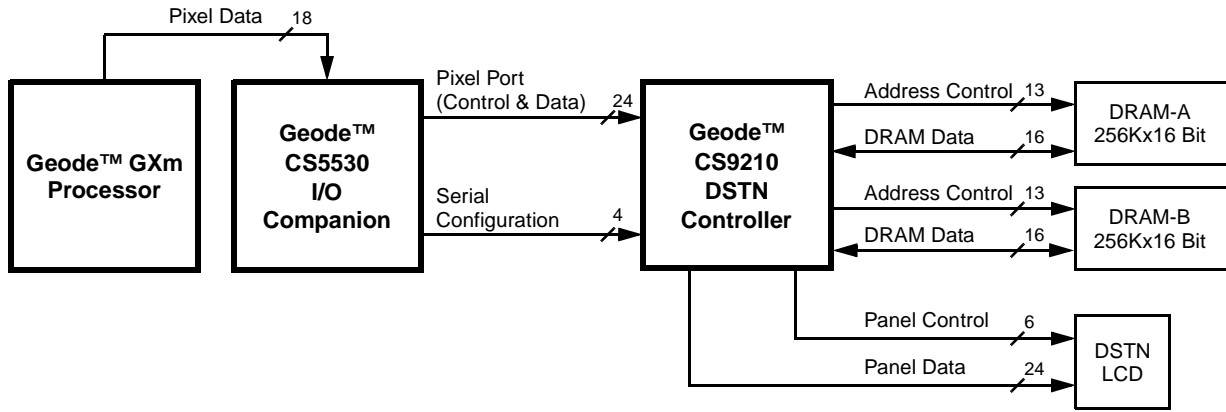 Pixel Data
18
Geode™ GXm
Processor
Geode™
CS5530
I/O
Companion
Pixel Port
(Control & Data)
24
Serial
Configuration
4
Geode™
CS9210
DSTN
Controller
Address Control
13
DRAM Data
16
DRAM-A
256Kx16 Bit
Address Control
13
DRAM Data
16
DRAM-B
256Kx16 Bit
Panel Control
6
Panel Data
24
DSTN
LCD